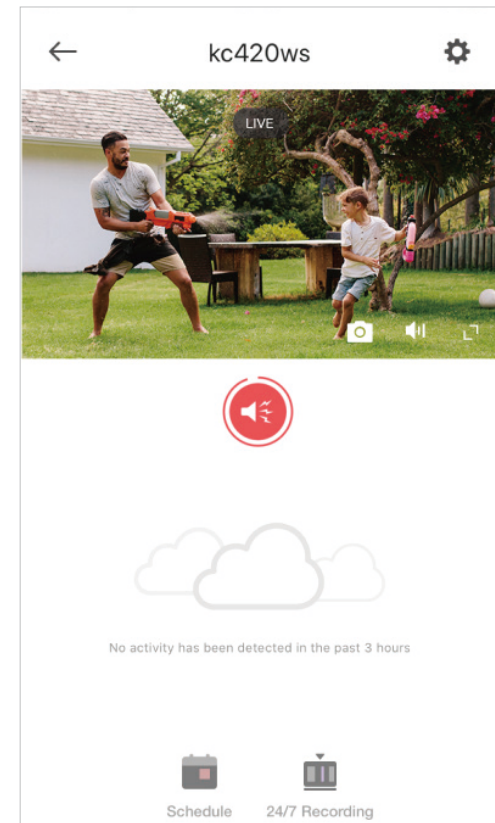 kc420ws
LIVE
No activity has been detected in the past 3 hours
Schedule
24/7 Recording